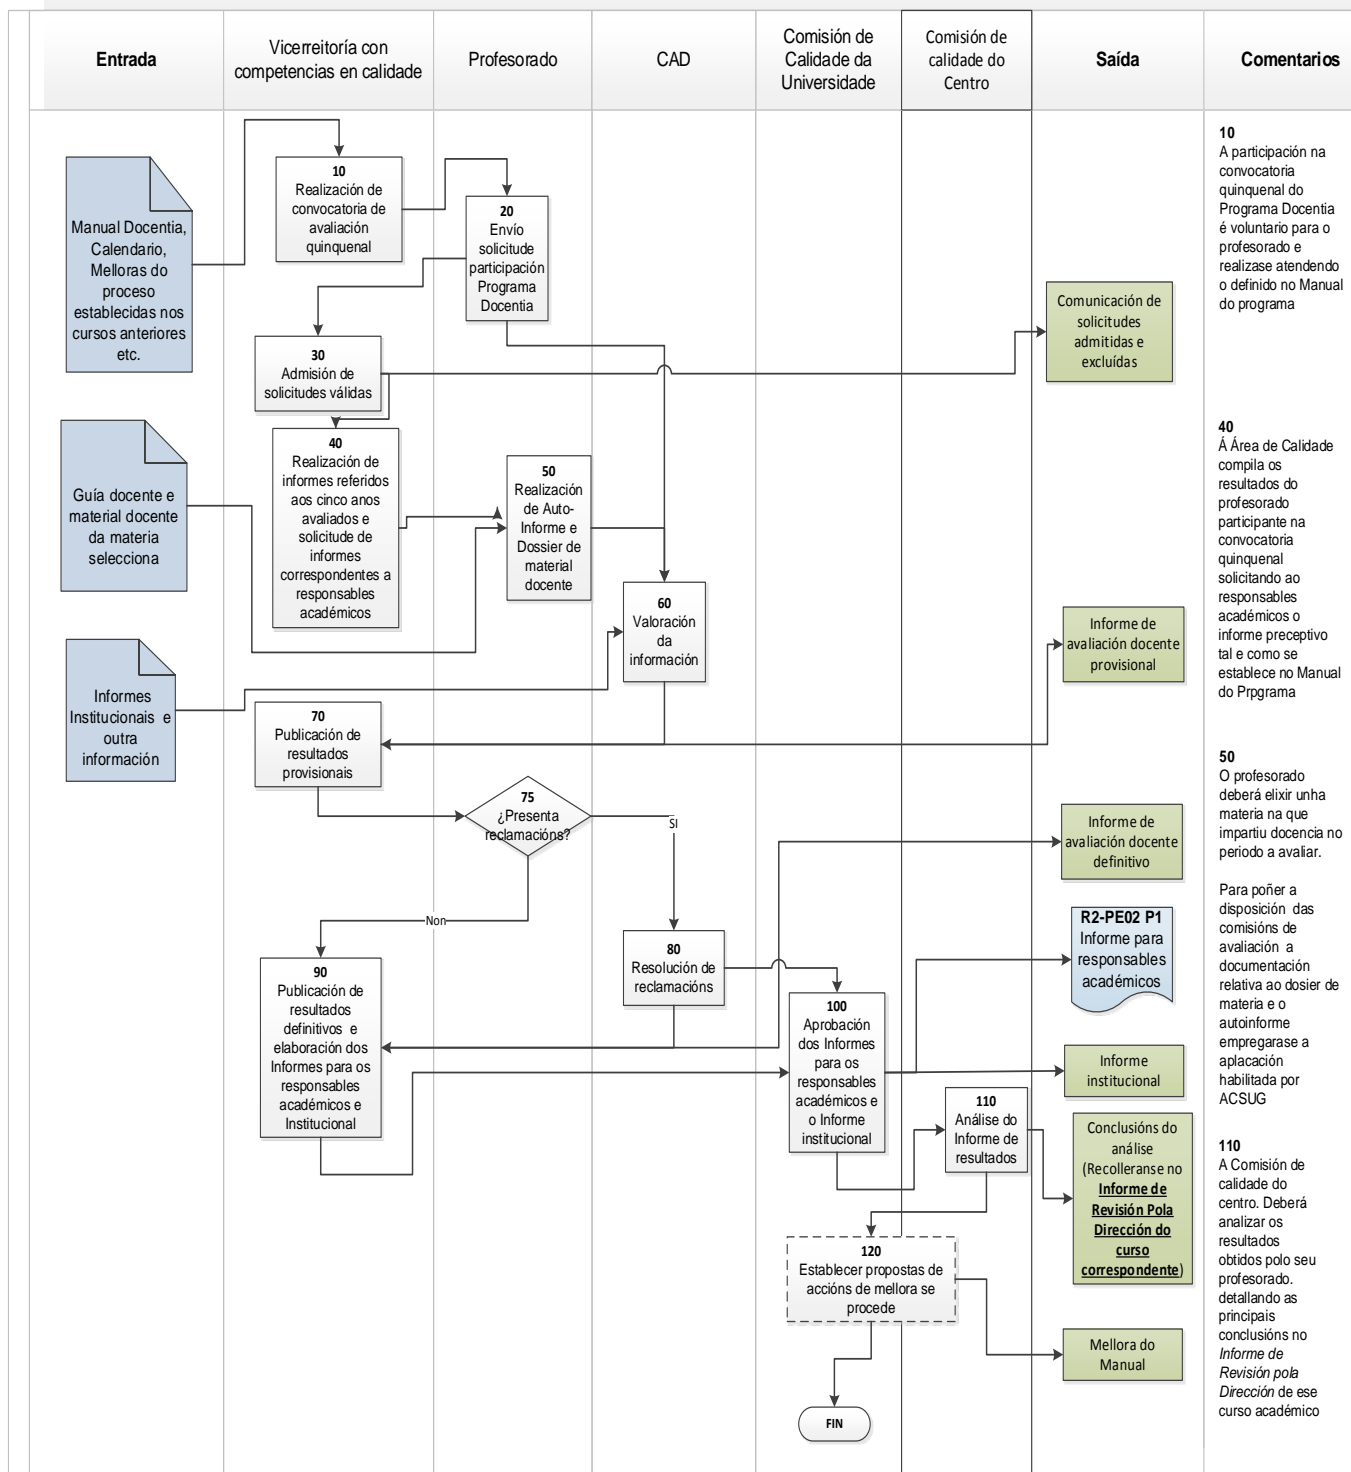 Entrada
Vicerreitoría con
competencias en calidade
Profesorado
CAD
Comisión de
Calidade da
Universidade
Comisión de
calidade do
Centro
Saída
Comentarios
Manual Docentia,
Calendario,
Melloras do
proceso
establecidas nos
cursos anteriores
etc.
10
Realización de
convocatoria de
avaliación
quinquenal
20
Envío
solicitude
participación
Programa
Docentia
30
Admisión de
solicitudes válidas
Comunicación de
solicitudes
admitidas e
excluídas
Guía docente e
material docente
da materia
selecciona
40
Realización de
informes referidos
aos cinco anos
avaliados e
solicitude de
informes
correspondentes a
responsables
académicos
50
Realización
de Auto-
Informe e
Dossier de
material
docente
60
Valoración
da
información
Informe de
avaliación docente
provisional
Informes
Institucionais e
outra
información
70
Publicación de
resultados
provisionais
75
¿Presenta
reclamacións?
SI
Non
Informe de
avaliación docente
definitivo
80
Resolución de
reclamacións
R2-PE02 P1
Informe para
responsables
académicos
90
Publicación de
resultados
definitivos e
elaboración dos
Informes para os
responsables
académicos e
Institucional
100
Aprobación
dos Informes
para os
responsables
académicos e
o Informe
institucional
Informe
institucional
110
Análise do
Informe de
resultados
Conclusións do
análise
(Recolleranse no
Informe de
Revisión Pola
Dirección do
curso
correspondente)
120
Establecer propostas de
accións de mellora se
procede
Mellora do
Manual
FIN
10
A participación na
convocatoria
quinquenal do
Programa Docentia
é voluntario para o
profesorado e
realizase atendendo
o definido no Manual
do programa
40
Á Área de Calidade
compila os
resultados do
profesorado
participante na
convocatoria
quinquenal
solicitando ao
responsables
académicos o
informe preceptivo
tal e como se
establece no Manual
do Prpgrama
50
O profesorado
deberá elixir unha
materia na que
impartiu docencia no
periodo a avaliar.
Para poñer a
disposición das
comisións de
avaliación a
documentación
relativa ao dosier de
materia e o
autoinforme
empregarase a
aplacación
habilitada por
ACSUG
110
A Comisión de
calidade do
centro. Deberá
analizar os
resultados
obtidos polo seu
profesorado.
detallando as
principais
conclusións no
Informe de
Revisión pola
Dirección de ese
curso académico